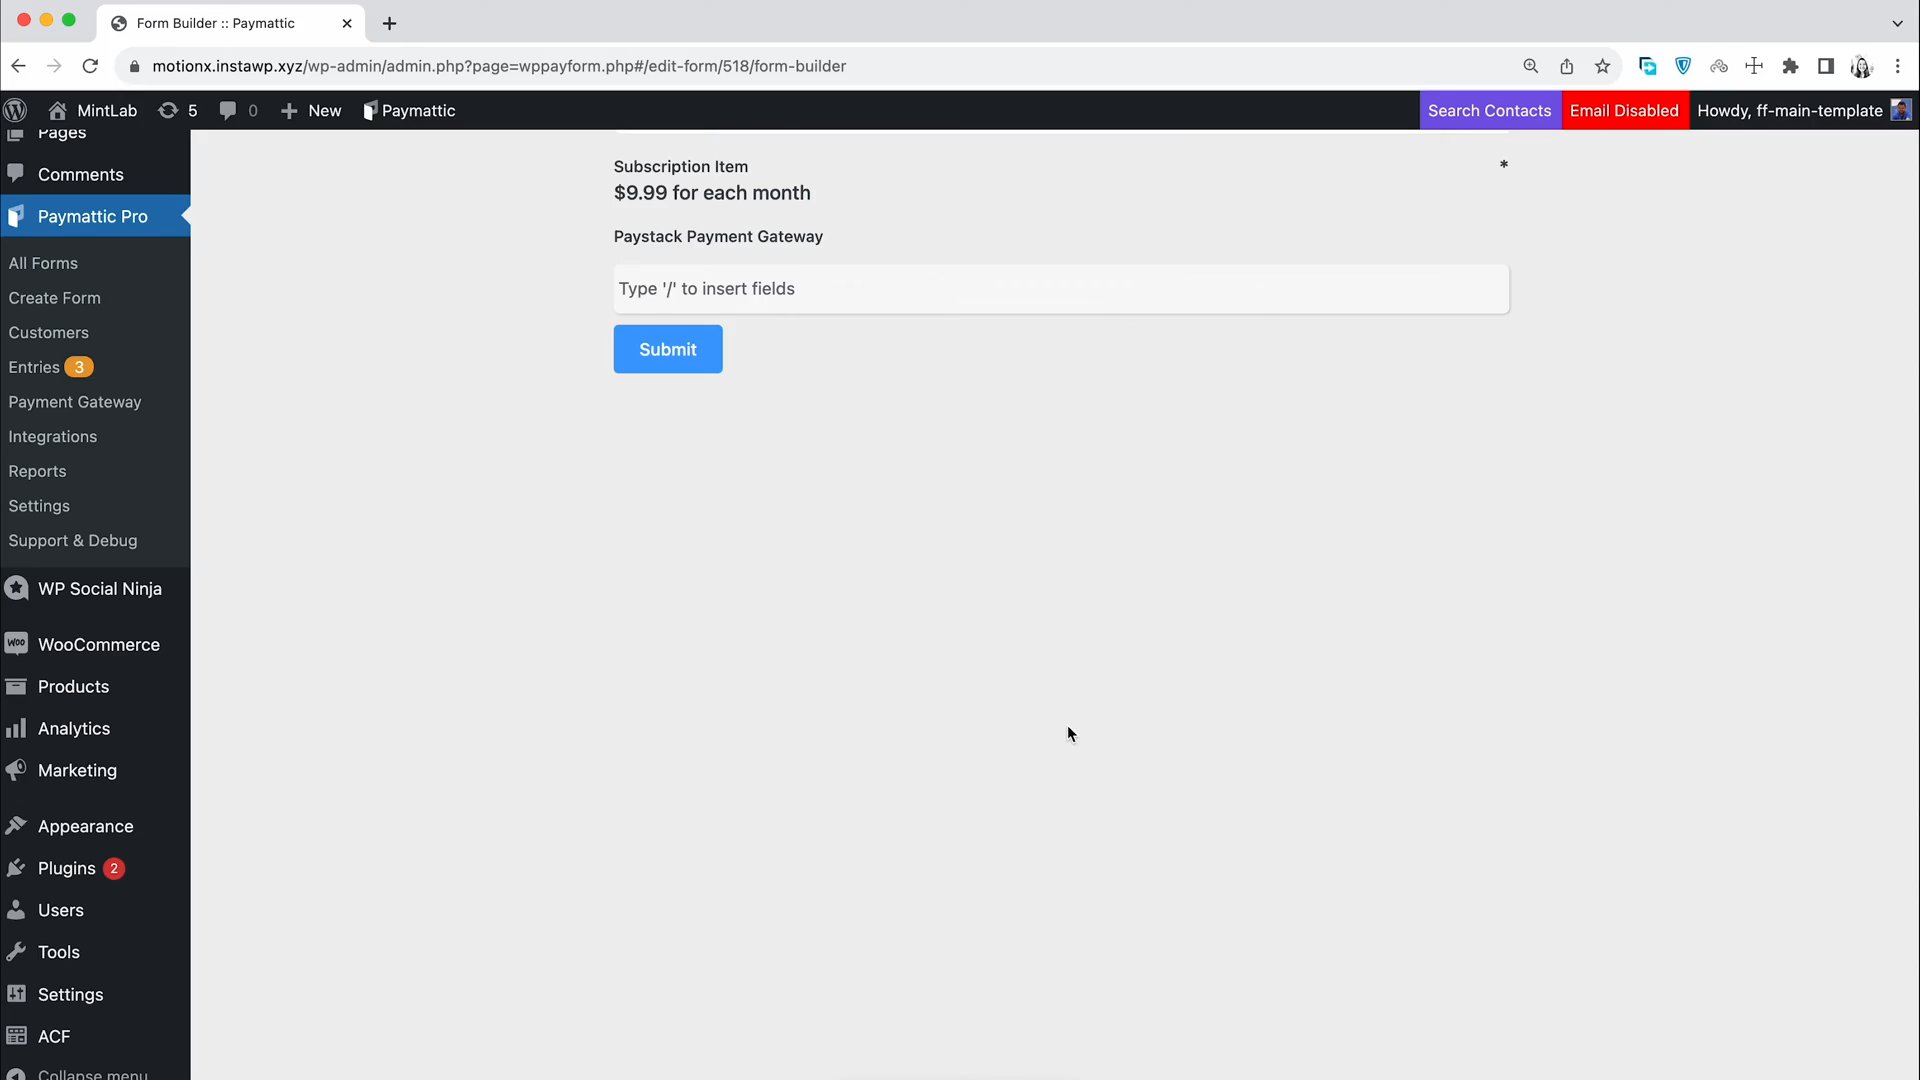 Form Builder :: Paymattic
motionx.instawp.xyz/wp-admin/admin.php?page=wppayform.php#/edit-form/518/form-builder
MintLab
5
0
New
Paymattic
Search Contacts
Email Disabled
Howdy, ff-main-template
Pages
Comments
Paymattic Pro
All Forms
Create Form
Customers
Entries 3
Payment Gateway
Integrations
Reports
Settings
Support & Debug
WP Social Ninja
WOO
WooCommerce
Products
Analytics
Marketing
Appearance
Plugins 2
Users
Tools
Settings
ACF
Collapse menu
Subscription Item *
$9.99 for each month
Paystack Payment Gateway
Type '/' to insert fields
Submit